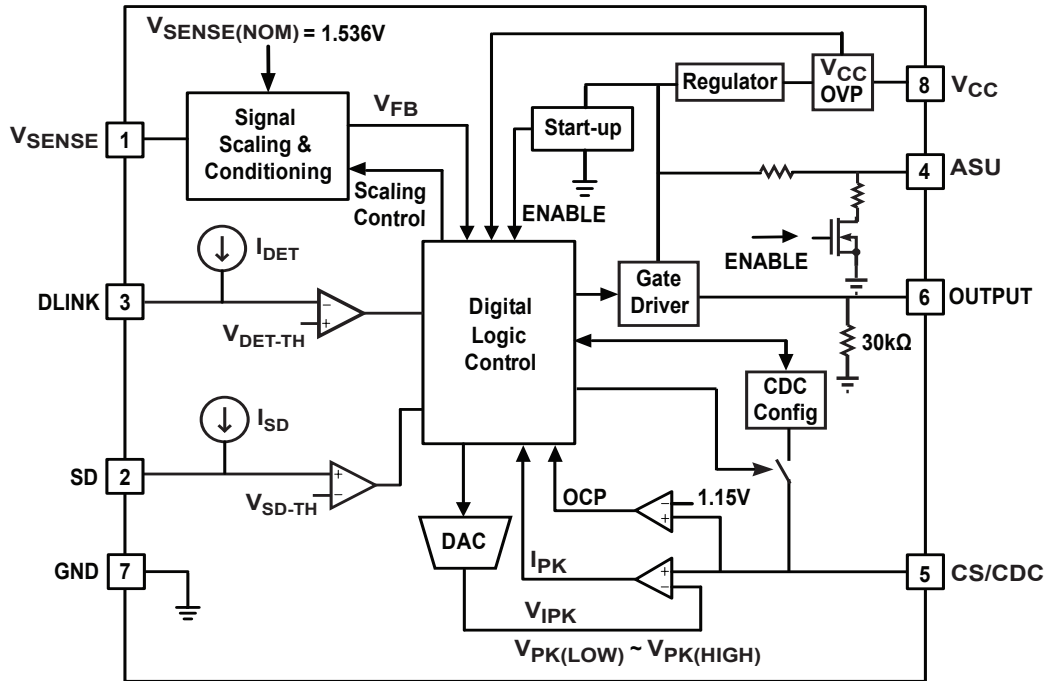 VSENSE(NOM) = 1.536V
VSENSE
1
Signal
Scaling &
Conditioning
VFB
Scaling
Control
Start-up
ENABLE
Regulator
VCC
OVP
8
VCC
4
ASU
ENABLE
IDET
DLINK
3
−
+
VDET-TH
Digital
Logic
Control
Gate
Driver
6
OUTPUT
30kΩ
CDC
Config
ISD
SD
2
+
−
VSD-TH
OCP
−
+
1.15V
DAC
IPK
+
−
5
CS/CDC
GND
7
VIPK
VPK(LOW) ~ VPK(HIGH)